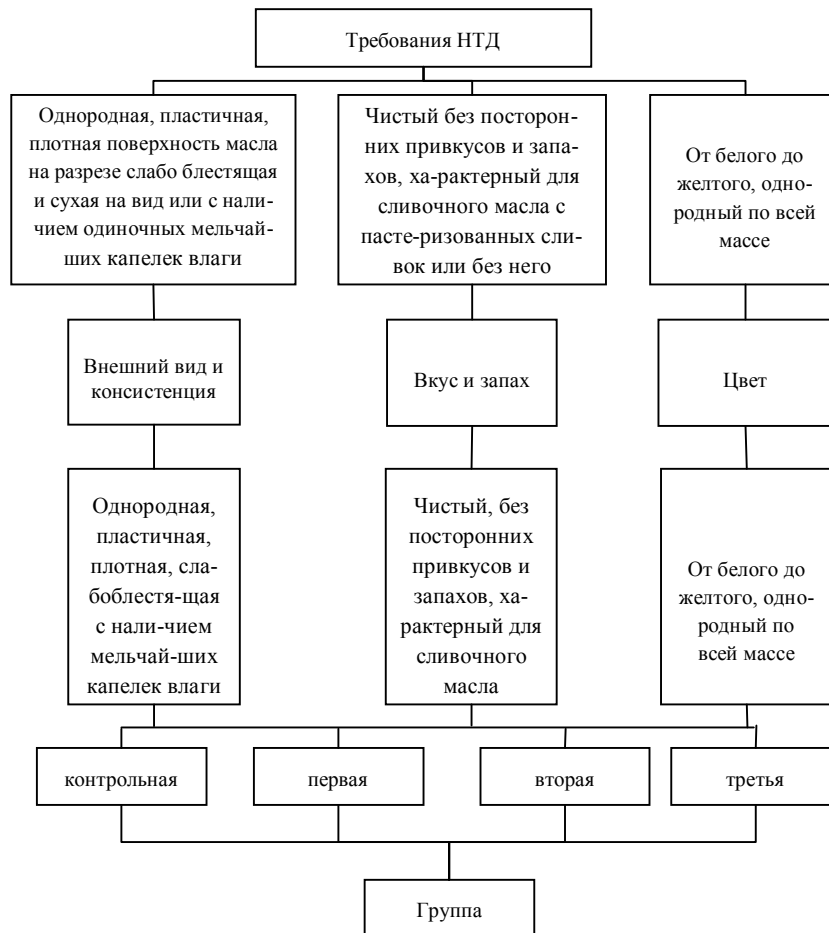 Требования НТД
Однородная, пластичная,
плотная поверхность масла
на разрезе слабо блестящая
и сухая на вид или с нали-
чием одиночных мельчай-
ших капелек влаги
Чистый без посторон-
них привкусов и запа-
хов, ха-рактерный для
сливочного масла с
пасте-ризованных сли-
вок или без него
От белого до
желтого, одно-
родный по всей
массе
Внешний вид и
консистенция
Вкус и запах
Цвет
Однородная,
пластичная,
плотная, сла-
боблестя-щая
с нали-чием
мельчай-ших
капелек влаги
Чистый, без
посторонних
привкусов и
запахов, ха-
рактерный для
сливочного
масла
От белого до
желтого, одно-
родный по
всей массе
контрольная
первая
вторая
третья
Группа